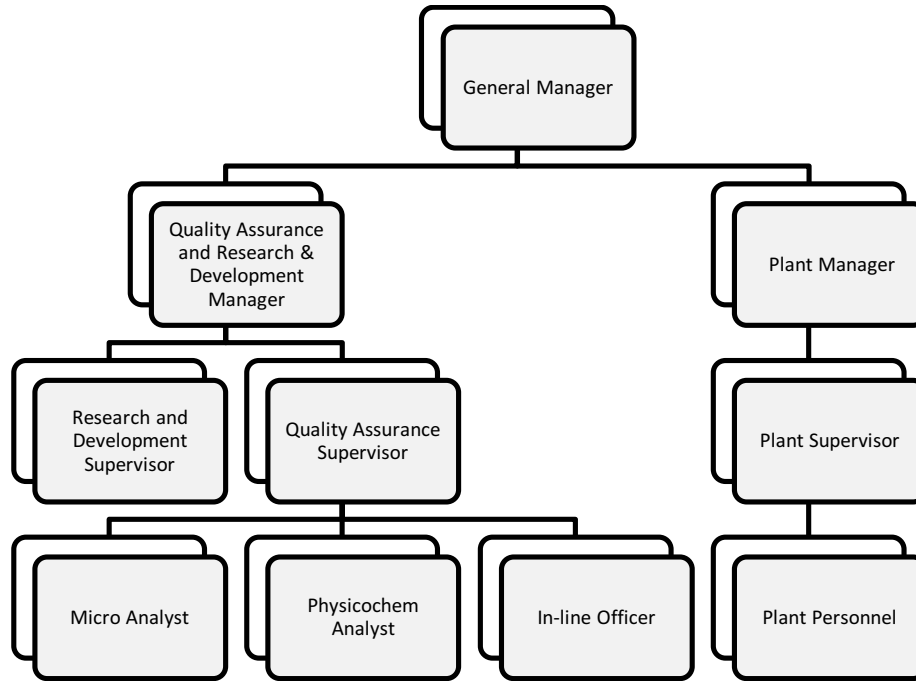 General Manager
Quality Assurance
and Research &
Development
Manager
Plant Manager
Research and
Development
Supervisor
Quality Assurance
Supervisor
Plant Supervisor
Micro Analyst
Physicochem
Analyst
In-line Officer
Plant Personnel